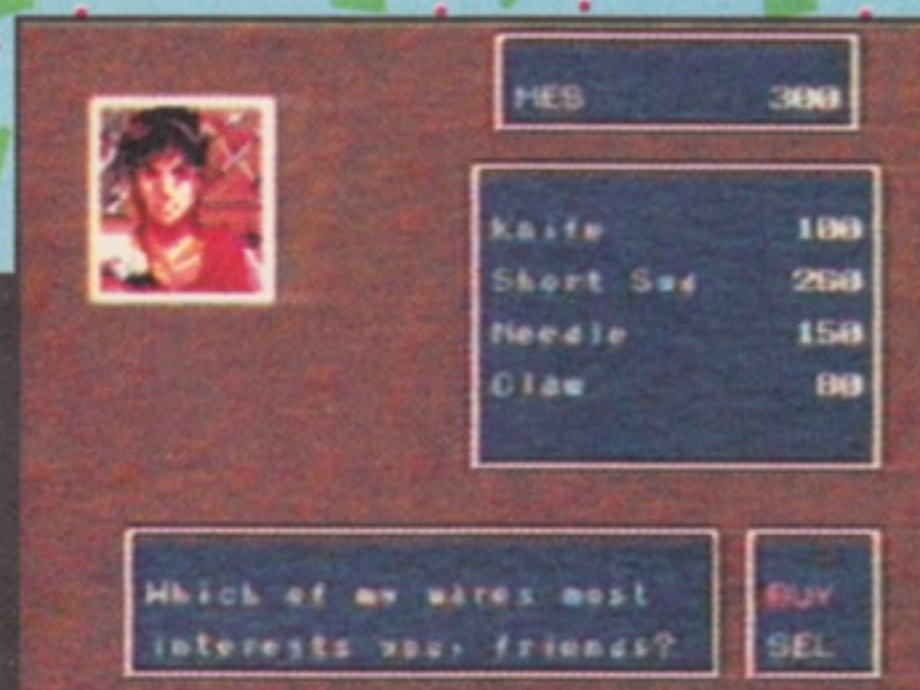 MES 300
Knife 100
Short Swd 260
Needle 150
Claw 80
Which of my wares most
interests you, friends?
BUY
SEL